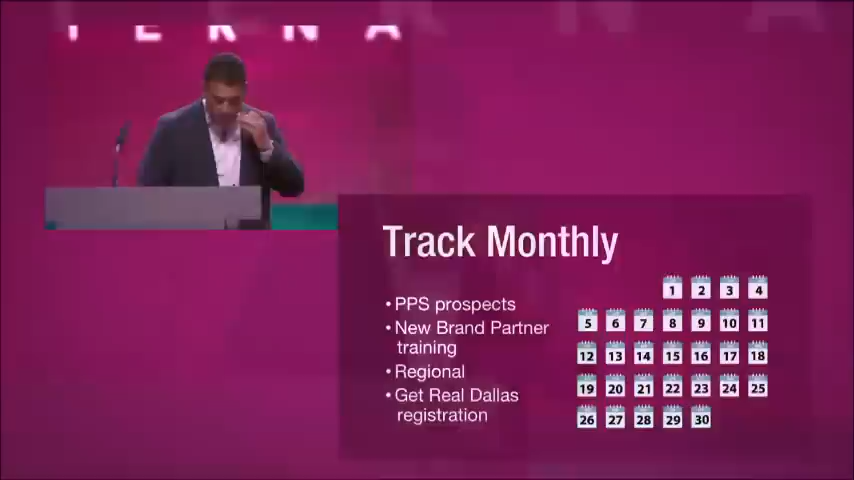 T E R N A
Track Monthly
1 2 3 4
• PPS prospects
5 6 7 8 9 10 11
• New Brand Partner
training
12 13 14 15 16 17 18
• Regional
19 20 21 22 23 24 25
• Get Real Dallas
registration
26 27 28 29 30